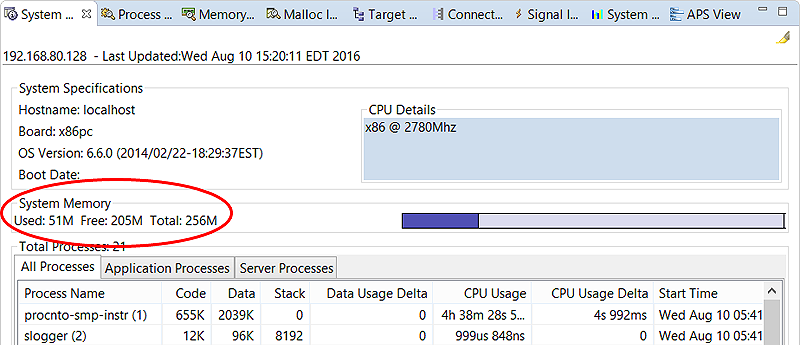 System ... Process ... Memory... Malloc I... Target ... Connect... Signal I... System ... APS View
192.168.80.128 - Last Updated:Wed Aug 10 15:20:11 EDT 2016
System Specifications
Hostname: localhost
Board: x86pc
OS Version: 6.6.0 (2014/02/22-18:29:37EST)
Boot Date:
CPU Details
x86 @ 2780Mhz
System Memory
Used: 51M Free: 205M Total: 256M
Total Processes: 21
All Processes Application Processes Server Processes
Process Name Code Data Stack Data Usage Delta CPU Usage CPU Usage Delta Start Time
procnto-smp-instr (1) 655K 2039K 0 0 4h 38m 28s 5... 4s 992ms Wed Aug 10 05:41
slogger (2) 12K 96K 8192 0 999us 848ns 0 Wed Aug 10 05:41